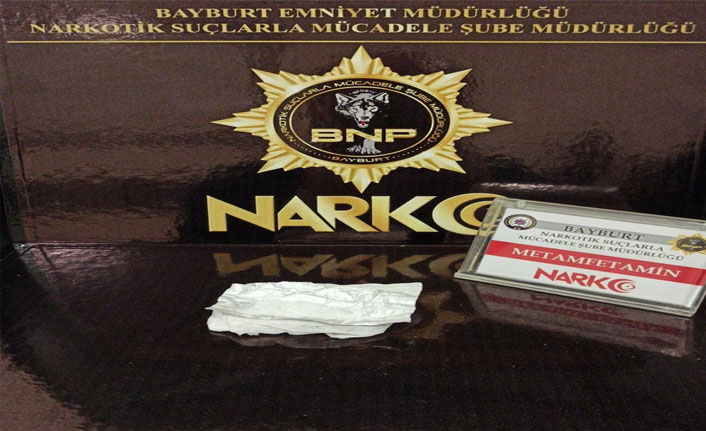 BAYBURT EMNİYET MÜDÜRLÜĞÜ
NARKOTİK SUÇLARLA MÜCADELE ŞUBE MÜDÜRLÜĞÜ
NARKOTİK SUÇLARLA MÜCADELE ŞUBE MÜDÜRLÜĞÜ
BNP
BAYBURT
NARKO
BAYBURT
NARKOTİK SUÇLARLA
MÜCADELE ŞUBE MÜDÜRLÜĞÜ
METAMFETAMİN
NARKO